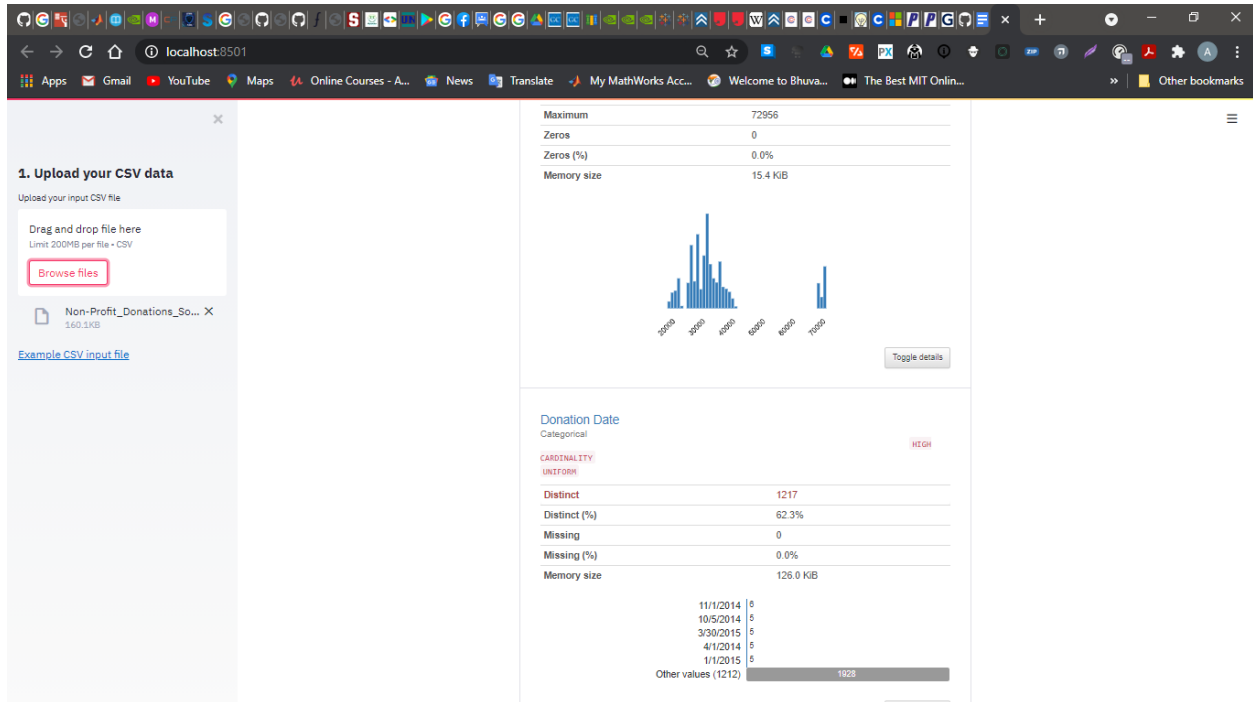 localhost:8501
Apps Gmail YouTube Maps Online Courses - A... News Translate My MathWorks Acc... Welcome to Bhuva... The Best MIT Onlin... » Other bookmarks
1. Upload your CSV data
Upload your input CSV file
Drag and drop file here
Limit 200MB per file • CSV
Browse files
Non-Profit_Donations_So...
160.1KB
Example CSV input file
Maximum 72956
Zeros 0
Zeros (%) 0.0%
Memory size 15.4 KiB
20000 30000 40000 50000 60000 70000
Toggle details
Donation Date
Categorical
HIGH
CARDINALITY
UNIFORM
Distinct 1217
Distinct (%) 62.3%
Missing 0
Missing (%) 0.0%
Memory size 126.0 KiB
11/1/2014 6
10/5/2014 5
3/30/2015 5
4/1/2014 5
1/1/2015 5
Other values (1212) 1928